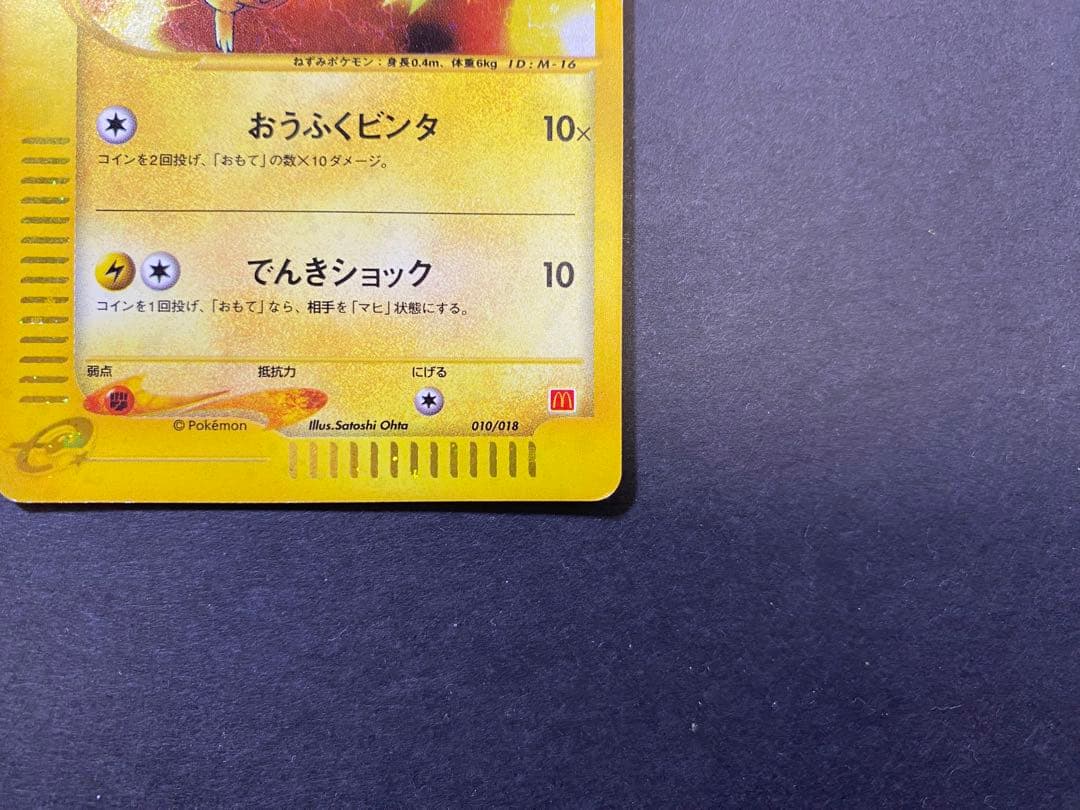 ねずみポケモン：身長0.4m、体重6kg ID:M-16
おうふくビンタ 10×
コインを2回投げ、「おもて」の数×10ダメージ。
でんきショック 10
コインを1回投げ、「おもて」なら、相手を「マヒ」状態にする。
弱点 抵抗力 にげる
© Pokémon Illus.Satoshi Ohta 010/018